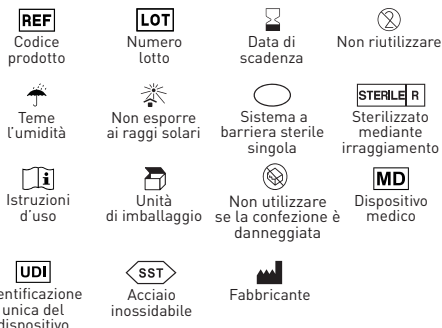 REF
Codice
prodotto
LOT
Numero
lotto
Data di
scadenza
Non riutilizzare
Teme
l'umidità
Non esporre
ai raggi solari
Sistema a
barriera sterile
singola
STERILE R
Sterilizzato
mediante
irraggiamento
i
Istruzioni
d'uso
Unità
di imballaggio
Non utilizzare
se la confezione è
danneggiata
MD
Dispositivo
medico
UDI
entificazione
unica del
dispositivo
SST
Acciaio
inossidabile
Fabbricante